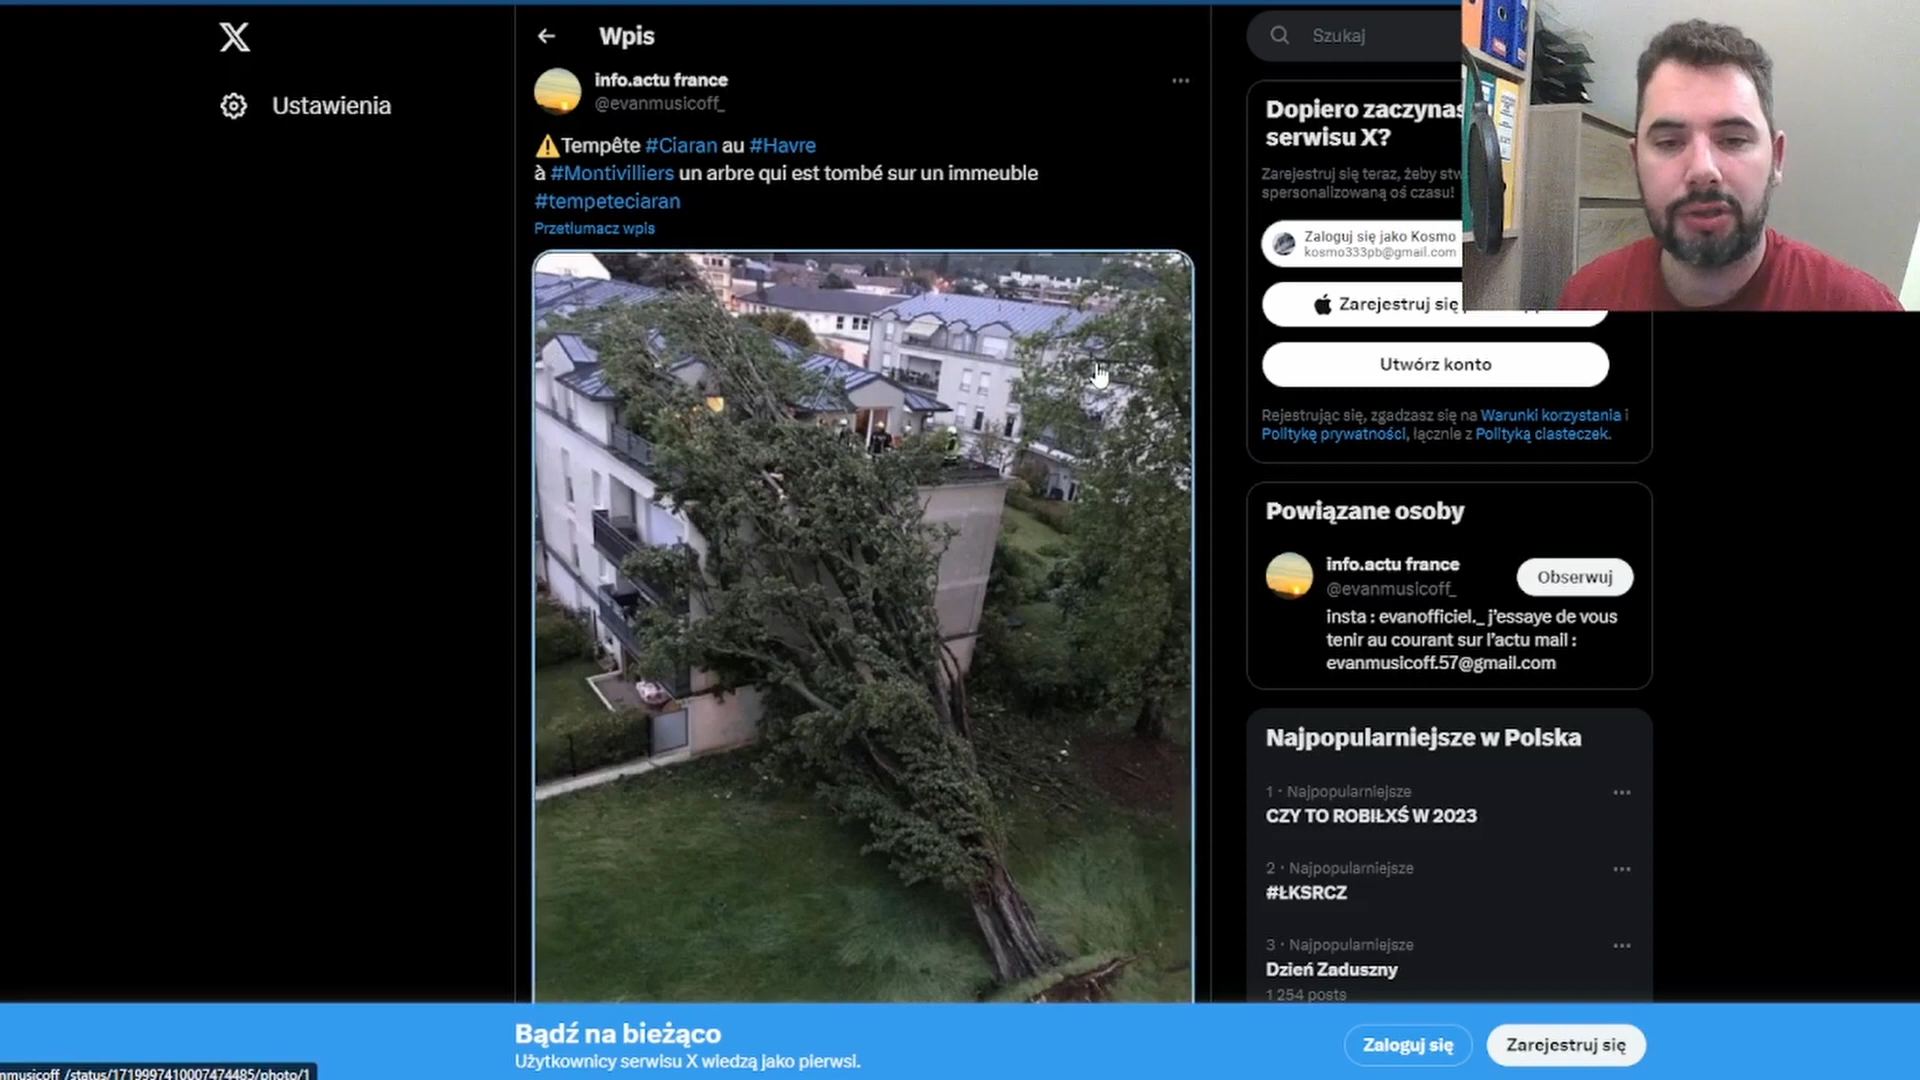 Wpis
Szukaj
Ustawienia
info.actu france
@evanmusicoff_
⚠️Tempête #Ciaran au #Havre
à #Montivilliers un arbre qui est tombé sur un immeuble
#tempeteciaran
Przetłumacz wpis
Dopiero zaczynas
serwisu X?
Zarejestruj się teraz, żeby stw
spersonalizowaną oś czasu!
Zaloguj się jako Kosmo
kosmo333pb@gmail.com
Zarejestruj się
Utwórz konto
Rejestrując się, zgadzasz się na Warunki korzystania i
Politykę prywatności, łącznie z Polityką ciasteczek.
Powiązane osoby
info.actu france
@evanmusicoff_
Obserwuj
insta : evanofficiel._ j’essaye de vous
tenir au courant sur l’actu mail :
evanmusicoff.57@gmail.com
Najpopularniejsze w Polska
1 · Najpopularniejsze
CZY TO ROBIŁXŚ W 2023
2 · Najpopularniejsze
#ŁKSRCZ
3 · Najpopularniejsze
Dzień Zaduszny
1 254 posts
Bądź na bieżąco
Użytkownicy serwisu X wiedzą jako pierwsi.
Zaloguj się
Zarejestruj się
nmusicoff_/status/1719997410007474485/photo/1